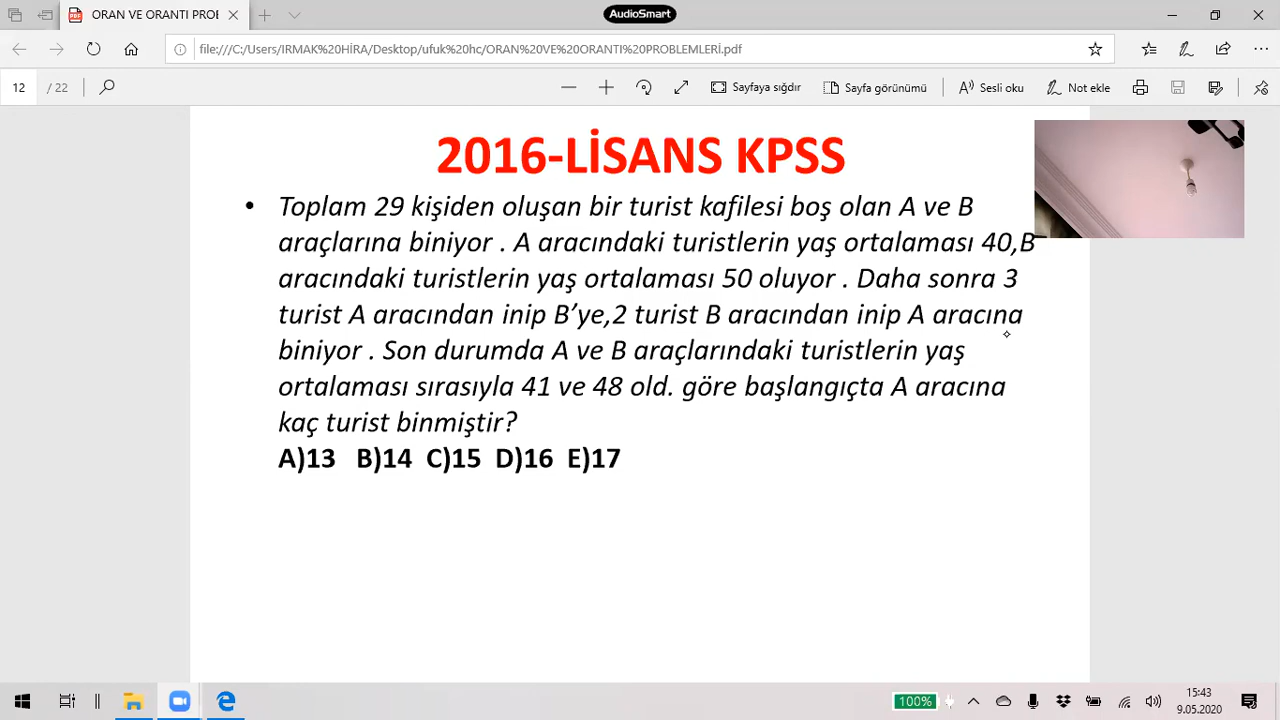 AudioSmart
ORAN VE ORANTI PROBL
file:///C:/Users/IRMAK%20HİRA/Desktop/ufuk%20hc/ORAN%20VE%20ORANTI%20PROBLEMLERİ.pdf
12 / 22
Sayfaya sığdır
Sayfa görünümü
Sesli oku
Not ekle
2016-LİSANS KPSS
• Toplam 29 kişiden oluşan bir turist kafilesi boş olan A ve B
araçlarına biniyor . A aracındaki turistlerin yaş ortalaması 40,B
aracındaki turistlerin yaş ortalaması 50 oluyor . Daha sonra 3
turist A aracından inip B’ye,2 turist B aracından inip A aracına
biniyor . Son durumda A ve B araçlarındaki turistlerin yaş
ortalaması sırasıyla 41 ve 48 old. göre başlangıçta A aracına
kaç turist binmiştir?
A)13 B)14 C)15 D)16 E)17
100%
15:43
9.05.2020